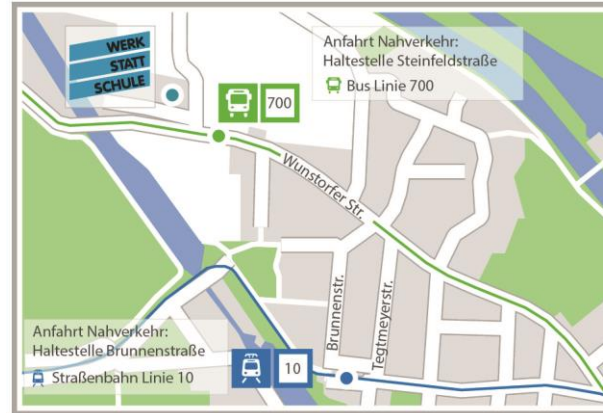 WERK
STATT
SCHULE
Anfahrt Nahverkehr:
Haltestelle Steinfeldstraße
Bus Linie 700
700
Wunstorfer Str.
Brunnenstr.
Tegtmeyerstr.
Anfahrt Nahverkehr:
Haltestelle Brunnenstraße
Straßenbahn Linie 10
10